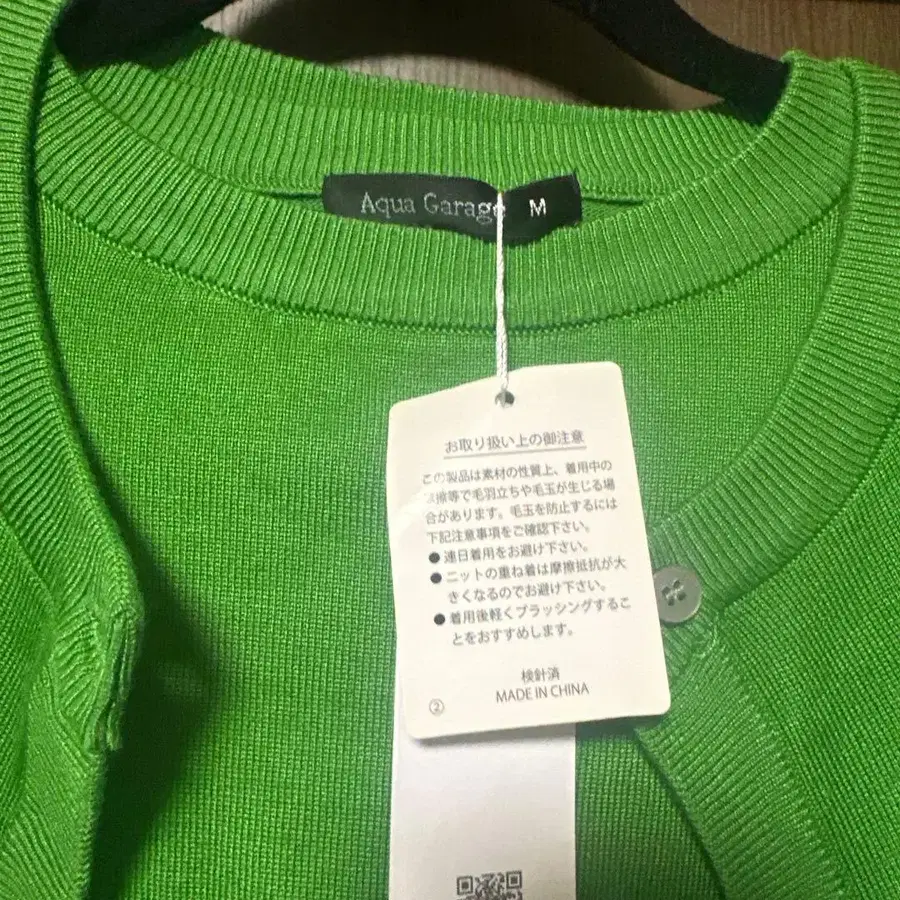 Aqua Garage M
お取り扱い上の御注意
この製品は素材の性質上、着用中の
擦等で毛羽立ちや毛玉が生じる場
合があります。毛玉を防止するには
下記注意事項をご確認下さい。
●連日着用をお避け下さい。
●ニットの重ね着は摩擦抵抗が大
きくなるのでお避け下さい。
●着用後軽くブラッシングするこ
とをおすすめします。
検針済
② MADE IN CHINA